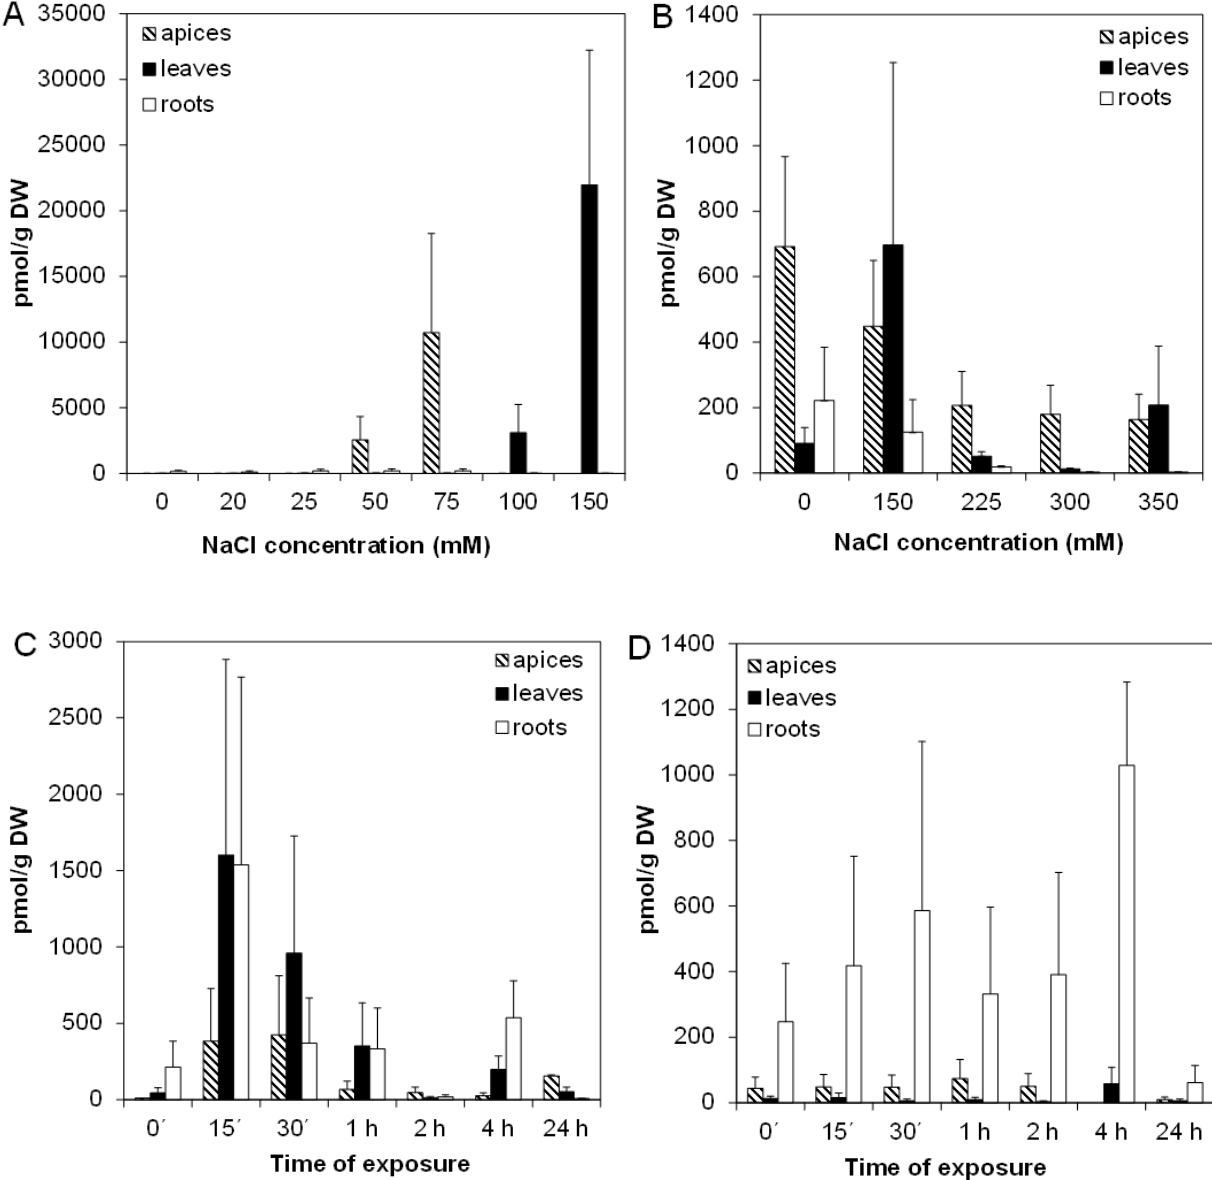 A
35000
30000
25000
20000
15000
10000
5000
0
pmol/g DW
apices
leaves
roots
0 20 25 50 75 100 150
NaCl concentration (mM)
B
1400
1200
1000
800
600
400
200
0
pmol/g DW
apices
leaves
roots
0 150 225 300 350
NaCl concentration (mM)
C
3000
2500
2000
1500
1000
500
0
pmol/g DW
apices
leaves
roots
0´ 15´ 30´ 1 h 2 h 4 h 24 h
Time of exposure
D
1400
1200
1000
800
600
400
200
0
pmol/g DW
apices
leaves
roots
0´ 15´ 30´ 1 h 2 h 4 h 24 h
Time of exposure